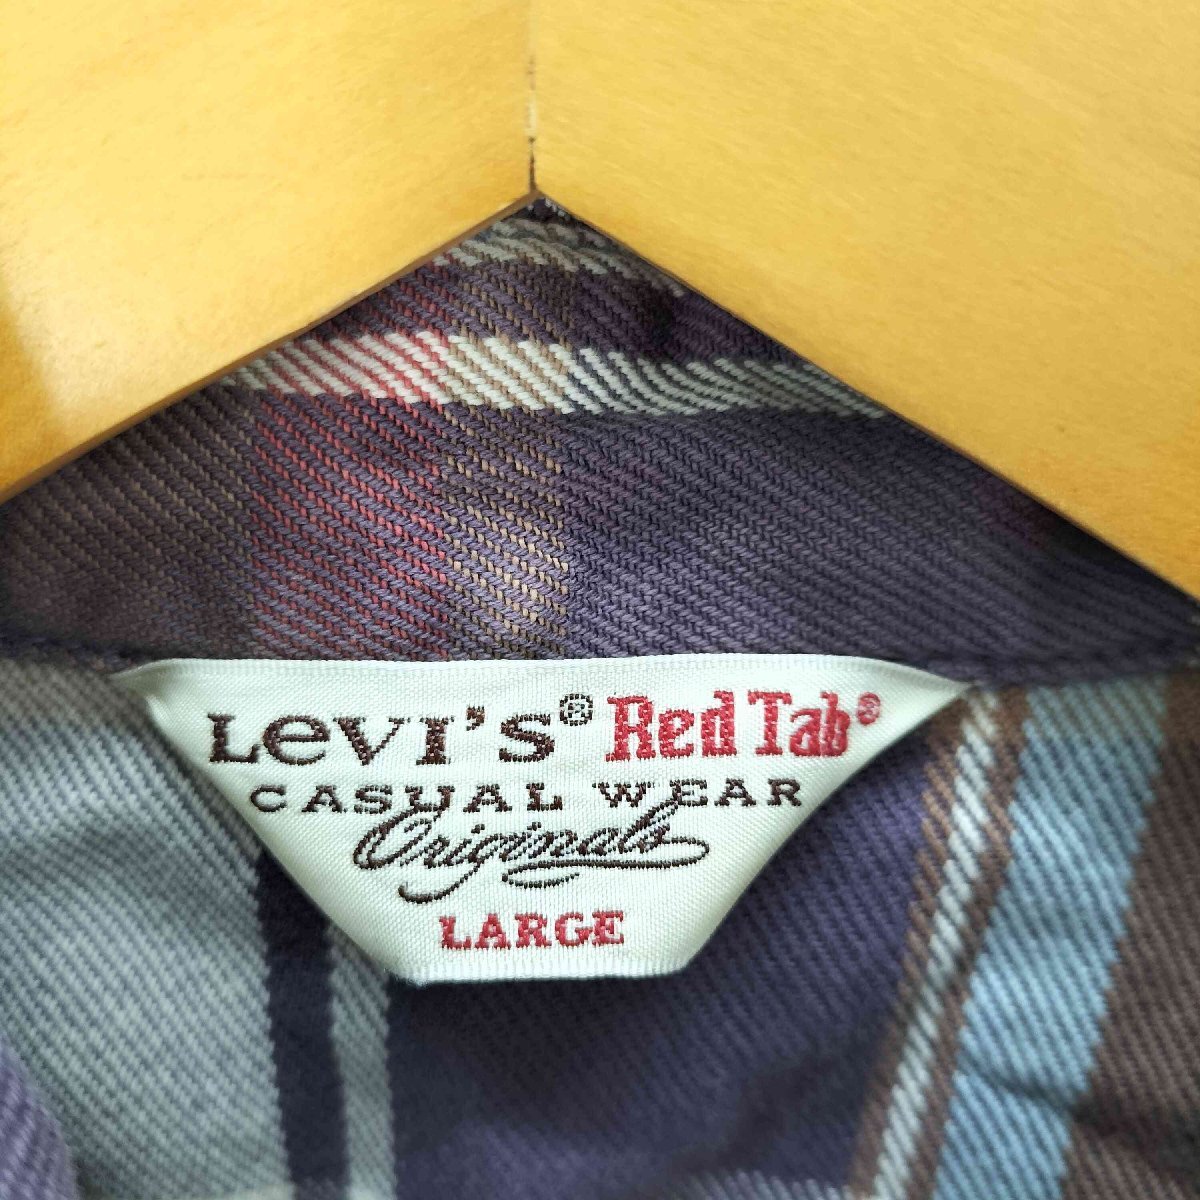 Levi's® Red Tab®
CASUAL WEAR
Originals
LARGE